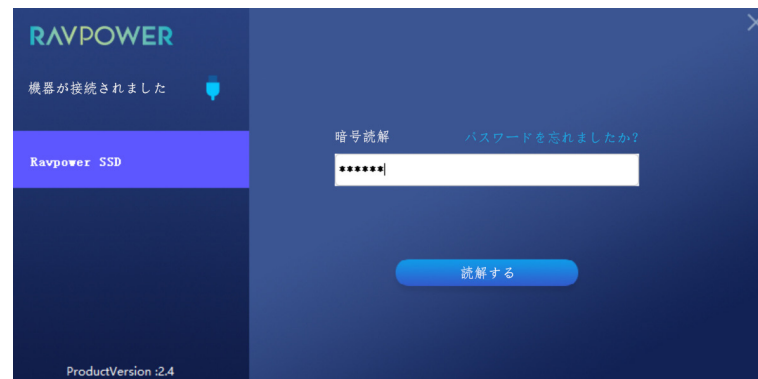 RAVPOWER
機器が接続されました
暗号読解
パスワードを忘れましたか?
Ravpower SSD
******
読解する
ProductVersion :2.4